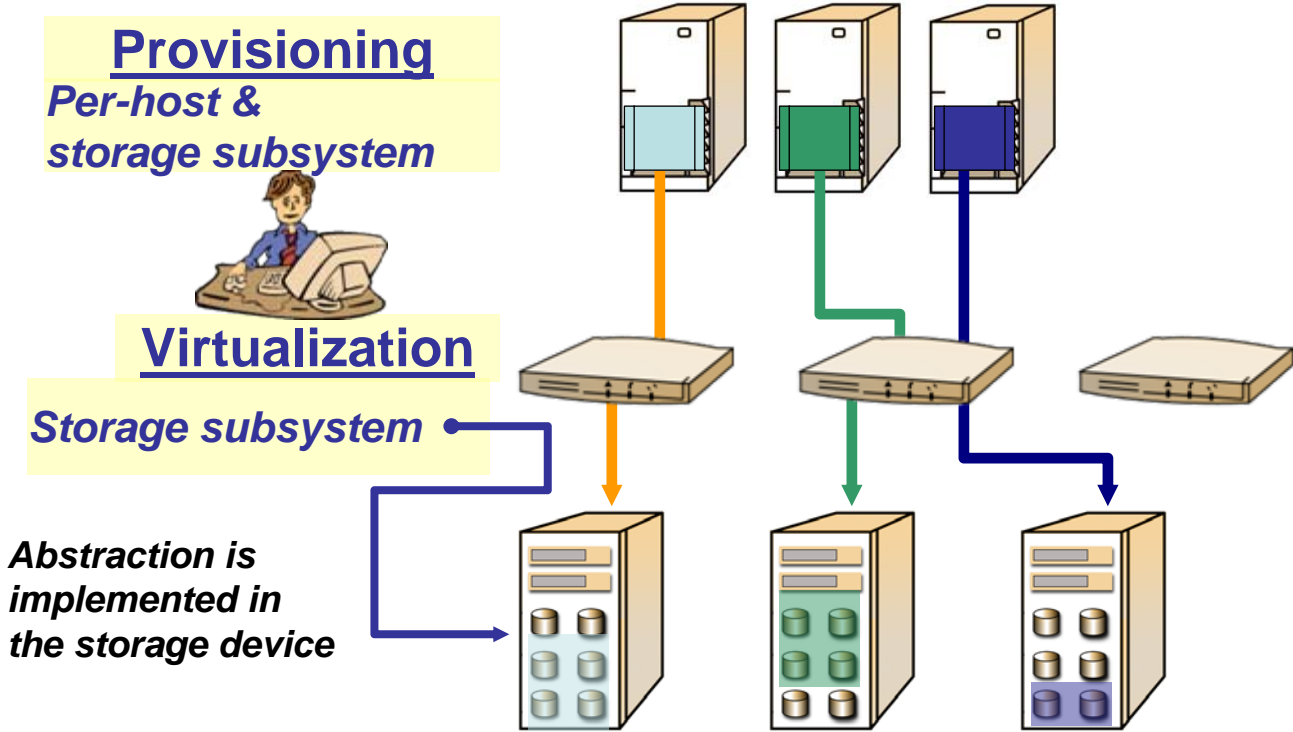 Provisioning
Per-host &
storage subsystem
Virtualization
Storage subsystem
Abstraction is
implemented in
the storage device